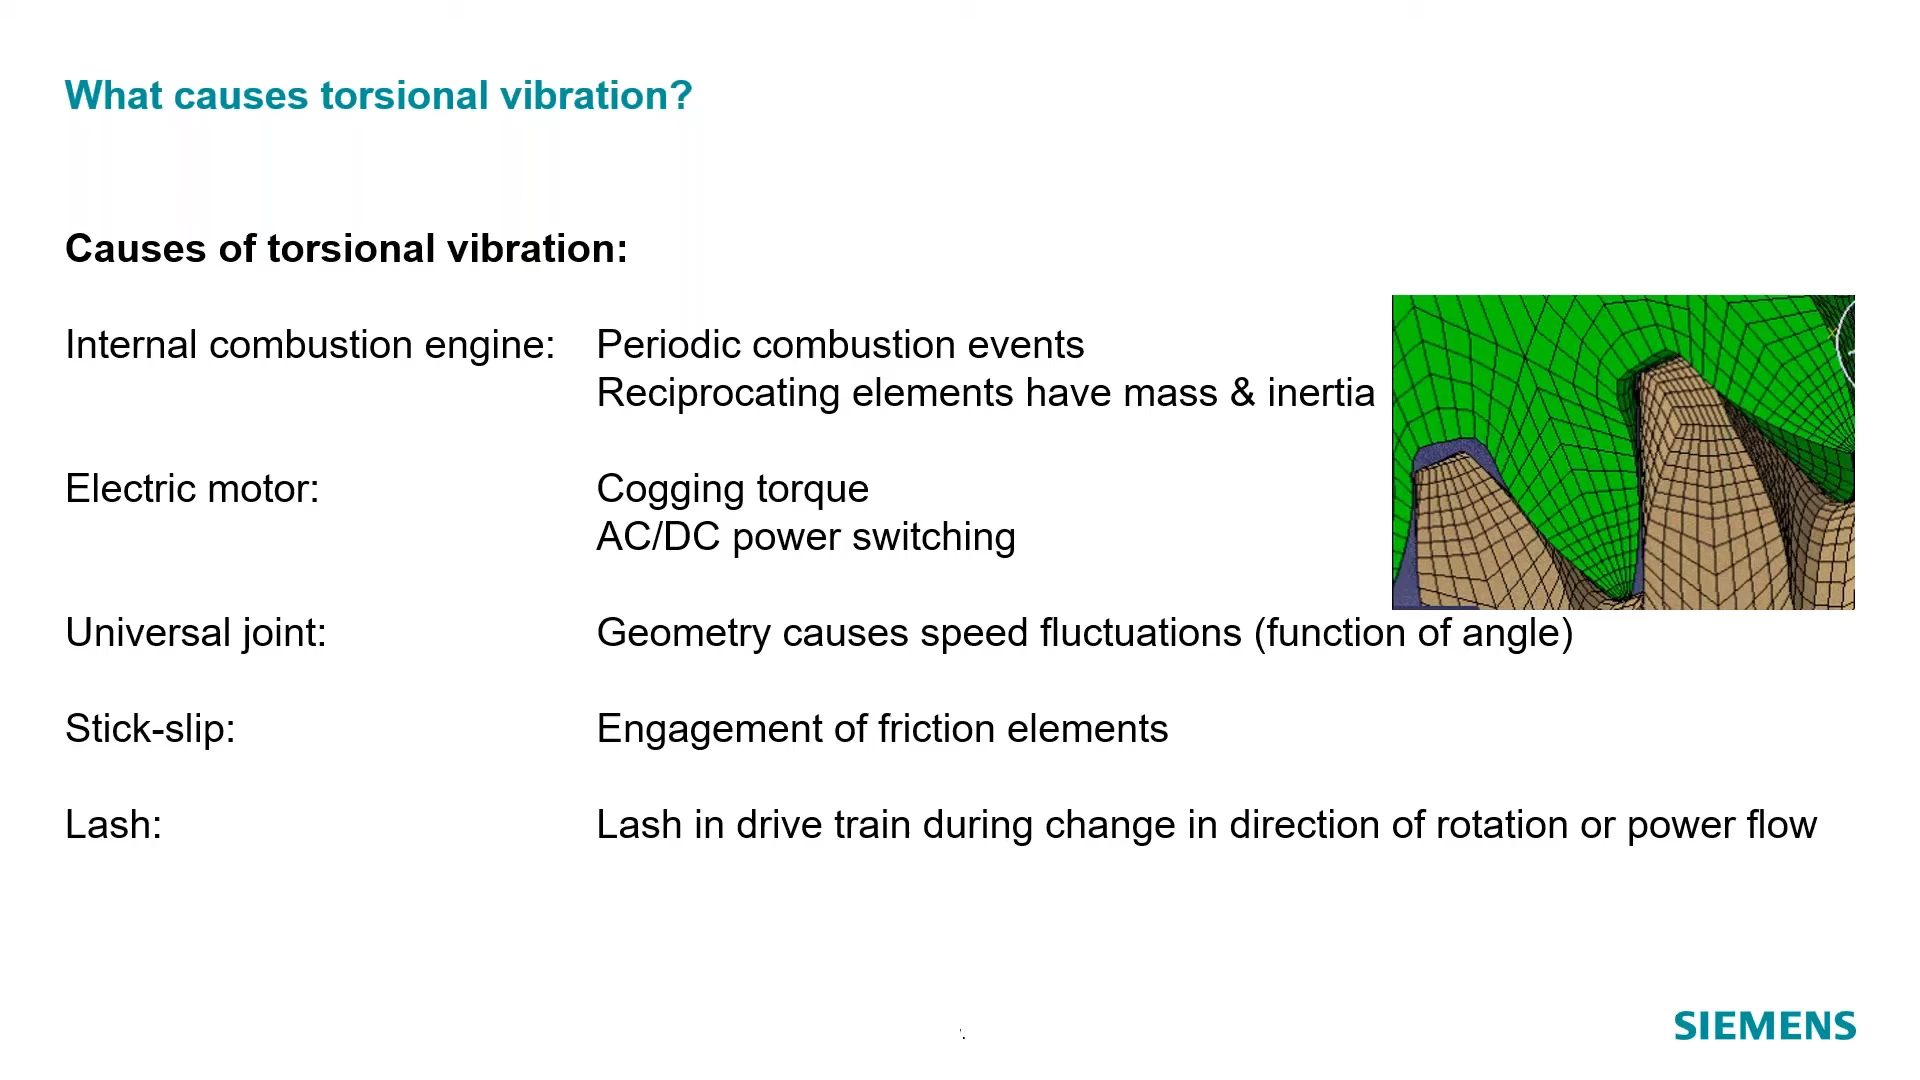 What causes torsional vibration?
Causes of torsional vibration:
Internal combustion engine: Periodic combustion events
Reciprocating elements have mass & inertia
Electric motor: Cogging torque
AC/DC power switching
Universal joint: Geometry causes speed fluctuations (function of angle)
Stick-slip: Engagement of friction elements
Lash: Lash in drive train during change in direction of rotation or power flow
SIEMENS